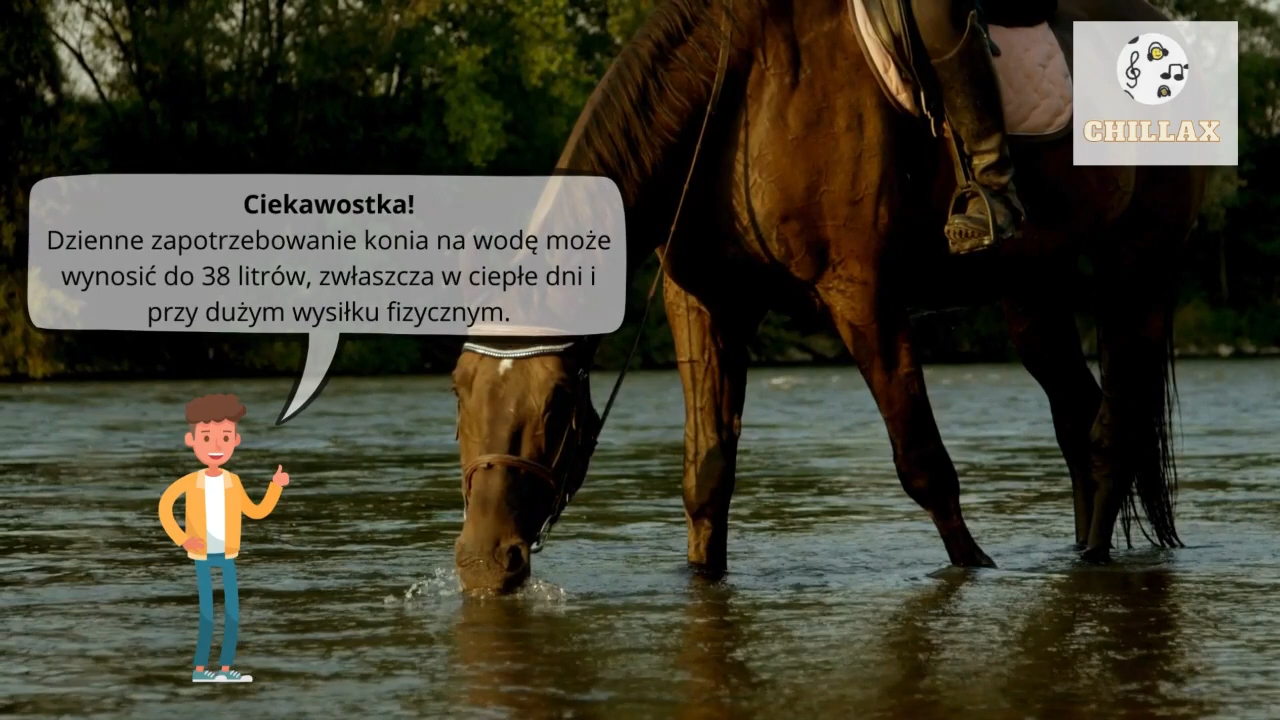 CHILLAX
Ciekawostka!
Dzienne zapotrzebowanie konia na wodę może
wynosić do 38 litrów, zwłaszcza w ciepłe dni i
przy dużym wysiłku fizycznym.